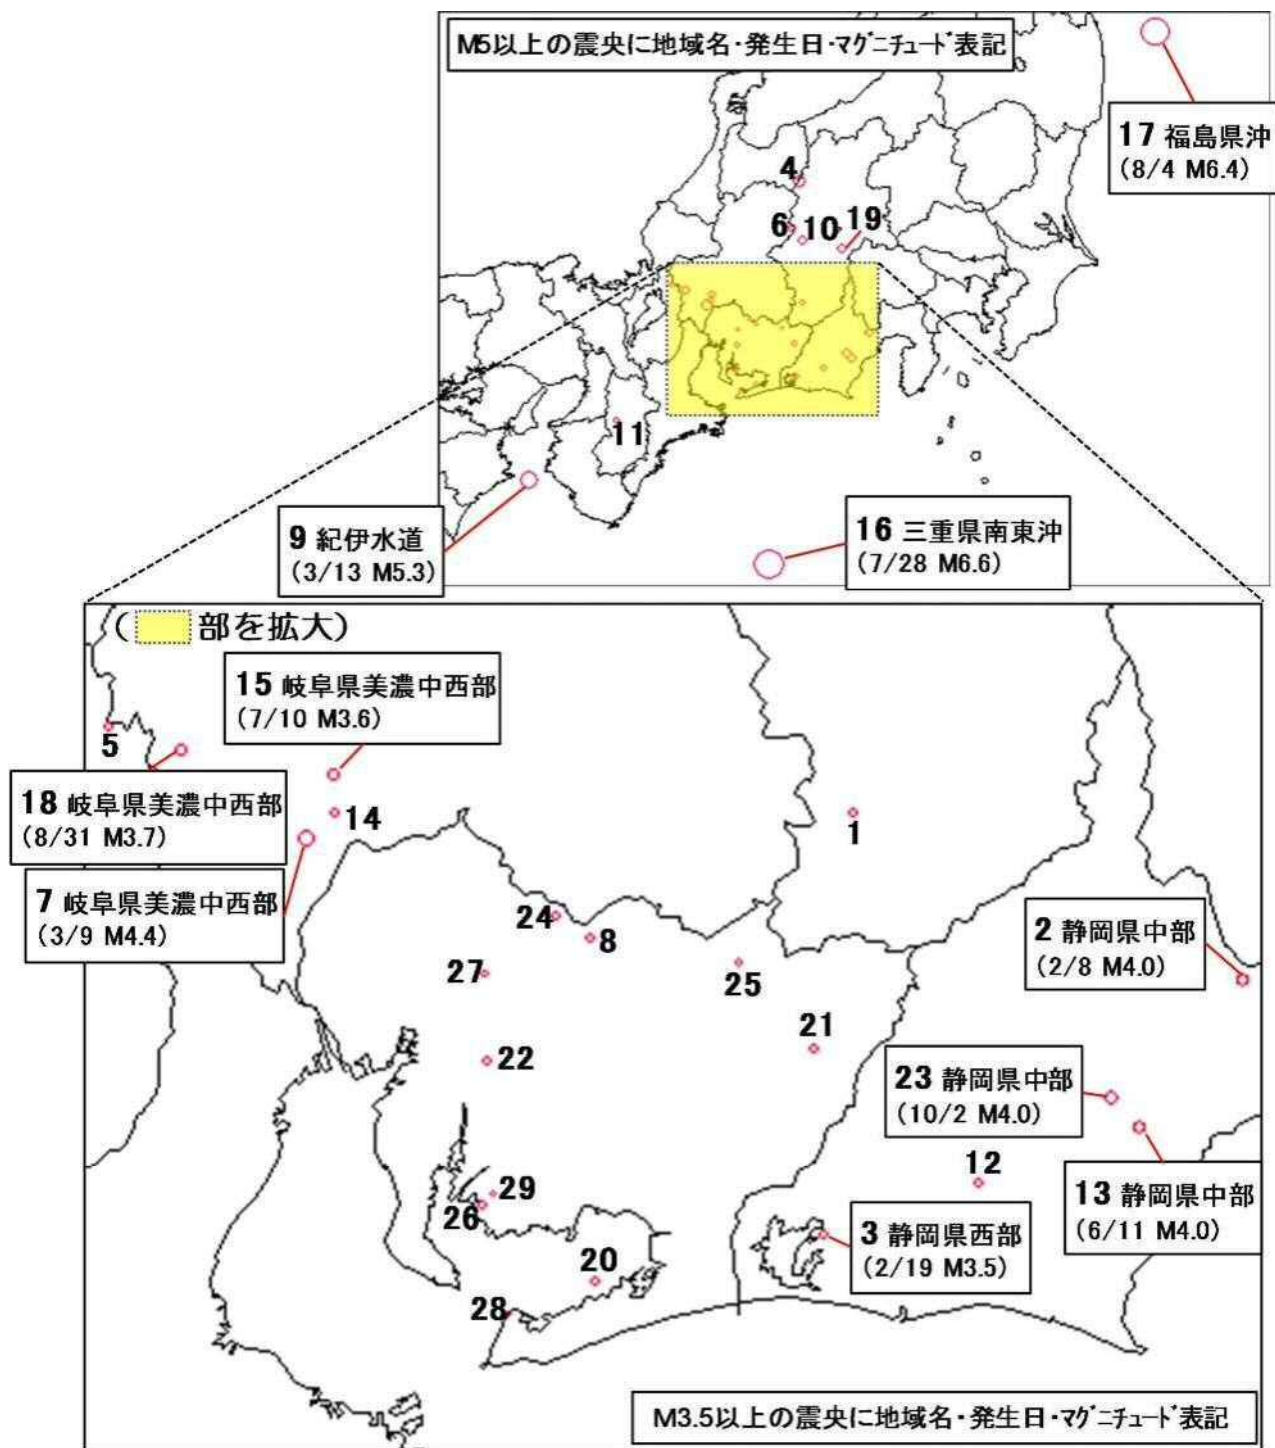 M5以上の震央に地域名･発生日･マグニチュード表記
17 福島県沖
(8/4 M6.4)
4
6
10
19
11
9 紀伊水道
(3/13 M5.3)
16 三重県南東沖
(7/28 M6.6)
( 部を拡大)
15 岐阜県美濃中西部
(7/10 M3.6)
5
18 岐阜県美濃中西部
(8/31 M3.7)
14
1
7 岐阜県美濃中西部
(3/9 M4.4)
24
8
2 静岡県中部
(2/8 M4.0)
27
25
21
22
23 静岡県中部
(10/2 M4.0)
12
29
26
13 静岡県中部
(6/11 M4.0)
3 静岡県西部
(2/19 M3.5)
20
28
M3.5以上の震央に地域名･発生日･マグニチュード表記